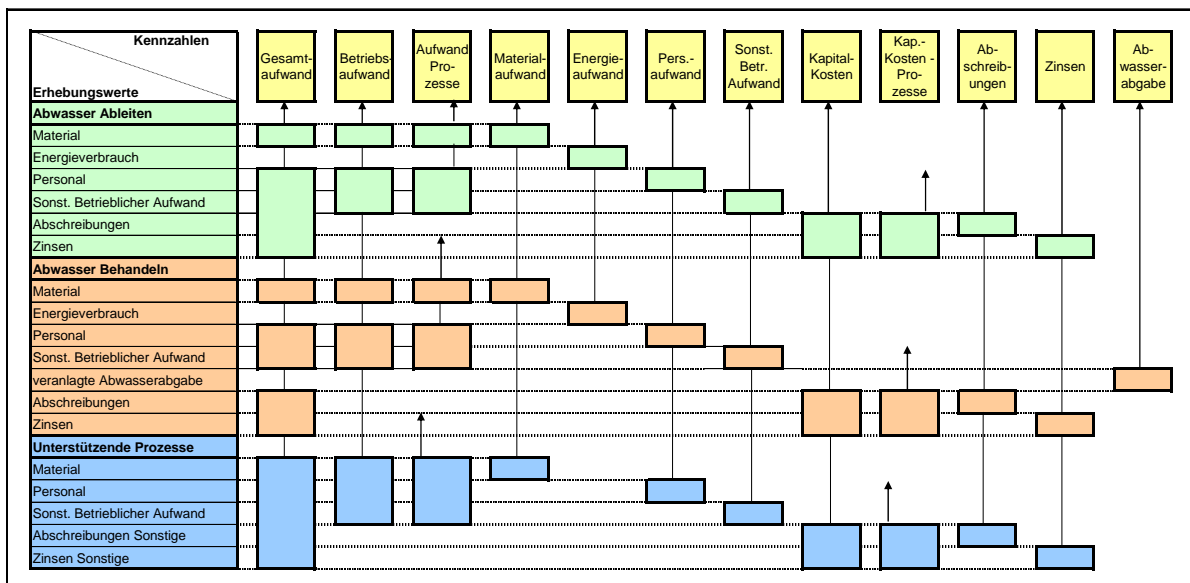 Kennzahlen
Erhebungswerte
Gesamt-
aufwand
Betriebs-
aufwand
Aufwand
Pro-
zesse
Material-
aufwand
Energie-
aufwand
Pers.-
aufwand
Sonst.
Betr.
Aufwand
Kapital-
Kosten
Kap.-
Kosten -
Pro-
zesse
Ab-
schreib-
ungen
Zinsen
Ab-
wasser-
abgabe
Abwasser Ableiten
Material
Energieverbrauch
Personal
Sonst. Betrieblicher Aufwand
Abschreibungen
Zinsen
Abwasser Behandeln
Material
Energieverbrauch
Personal
Sonst. Betrieblicher Aufwand
veranlagte Abwasserabgabe
Abschreibungen
Zinsen
Unterstützende Prozesse
Material
Personal
Sonst. Betrieblicher Aufwand
Abschreibungen Sonstige
Zinsen Sonstige